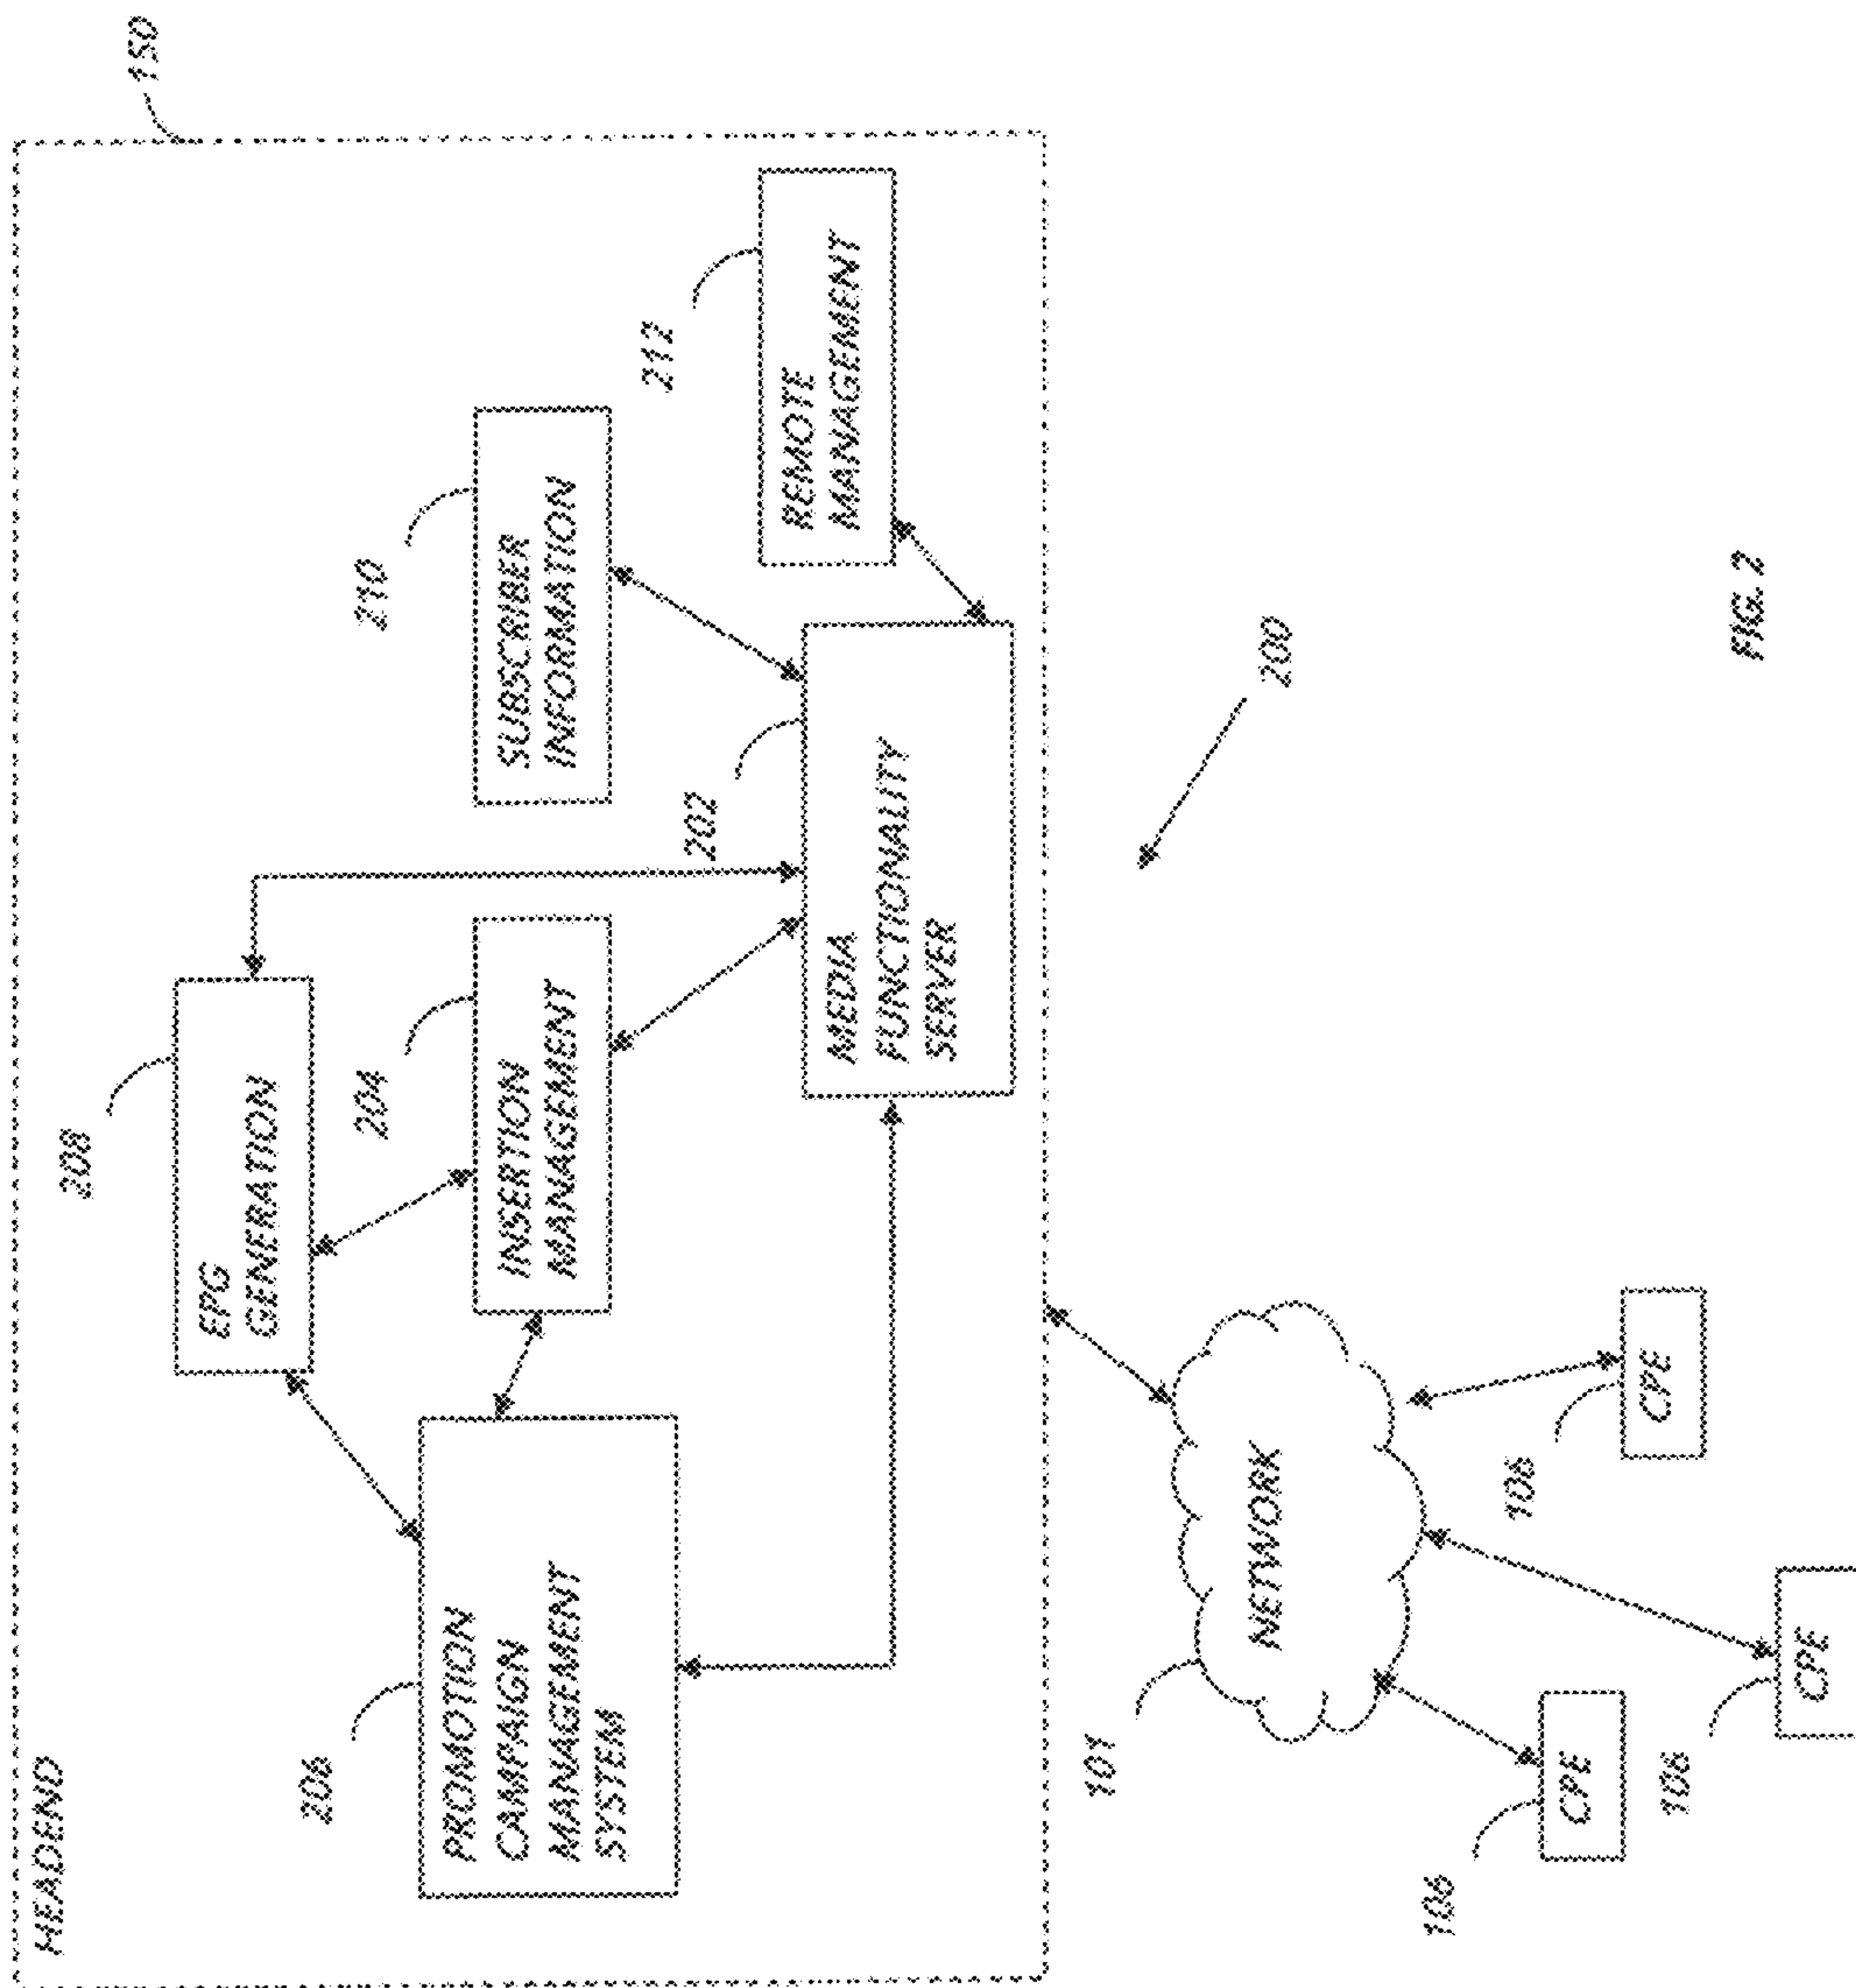 HEADEND
150
208
EPG
GENERATION
206
PROMOTION
CAMPAIGN
MANAGEMENT
SYSTEM
204
INSERTION
MANAGEMENT
210
SUBSCRIBER
INFORMATION
212
REMOTE
MANAGEMENT
202
MEDIA
FUNCTIONALITY
SERVER
101
NETWORK
200
106
CPE
106
CPE
106
CPE
FIG. 2